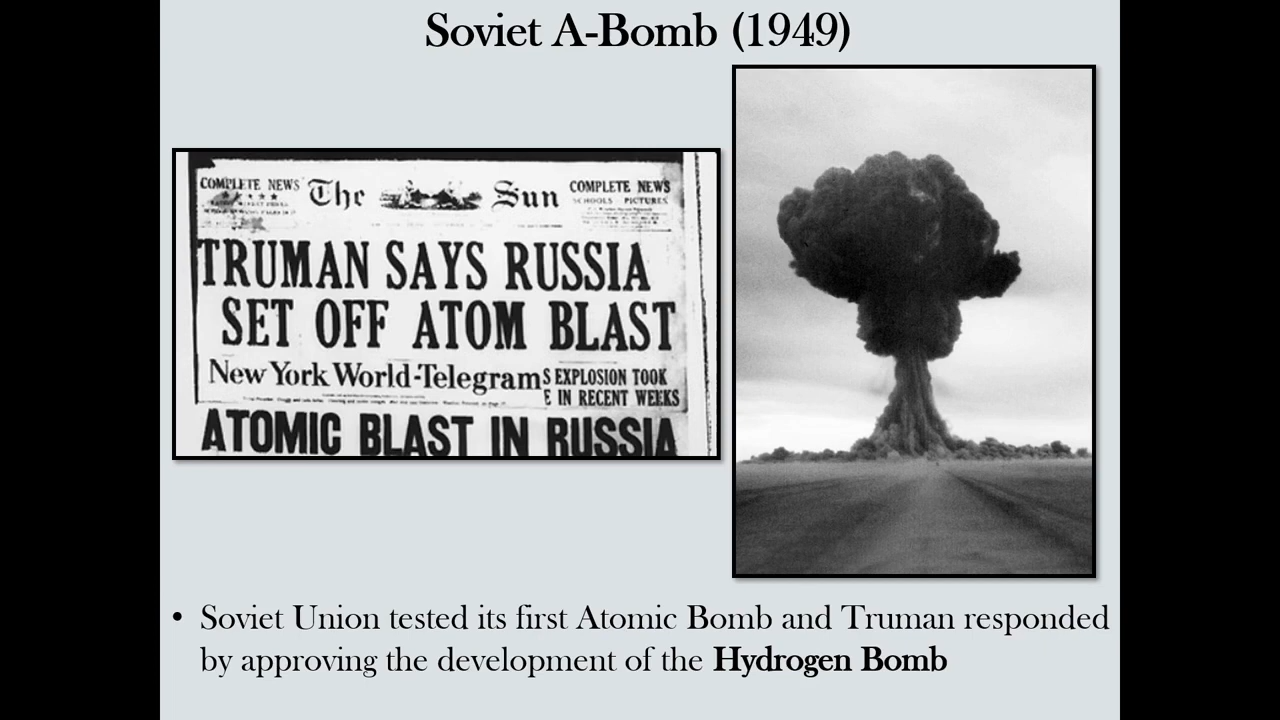 Soviet A-Bomb (1949)
COMPLETE NEWS
The Sun
COMPLETE NEWS
SCHOOLS PICTURES
TRUMAN SAYS RUSSIA
SET OFF ATOM BLAST
New York World-Telegram
S EXPLOSION TOOK
E IN RECENT WEEKS
ATOMIC BLAST IN RUSSIA
• Soviet Union tested its first Atomic Bomb and Truman responded
by approving the development of the Hydrogen Bomb